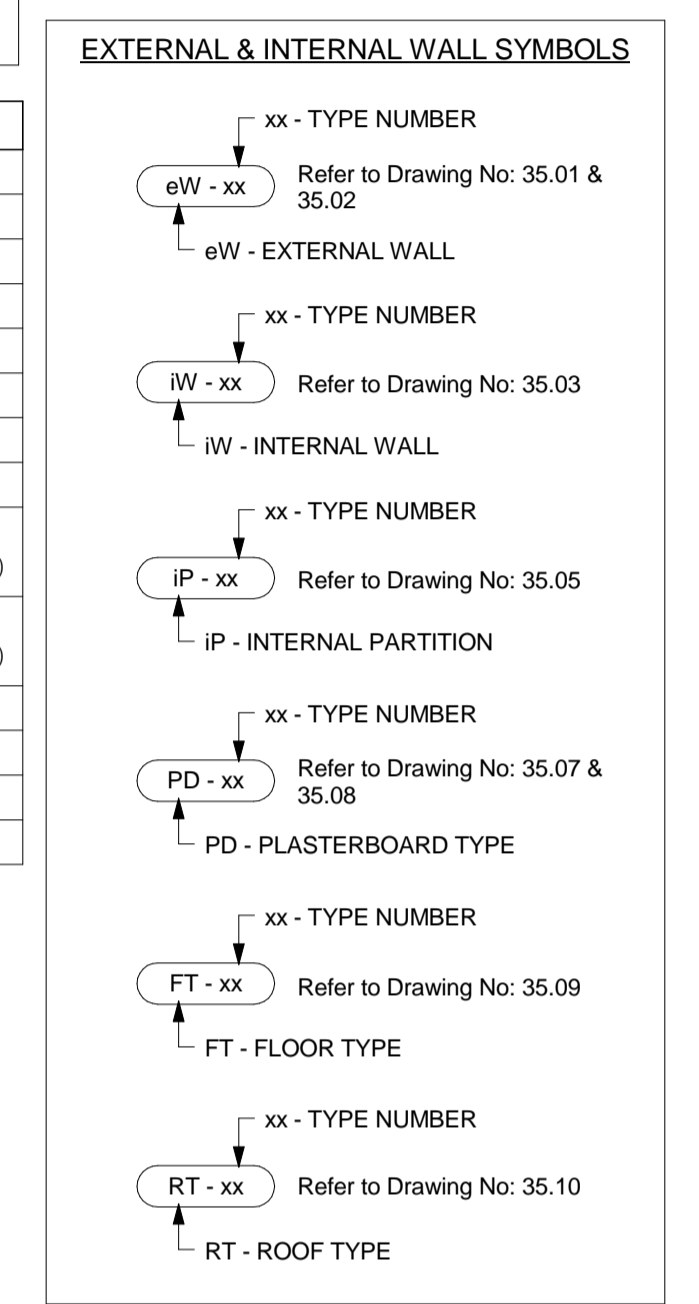 EXTERNAL & INTERNAL WALL SYMBOLS
xx - TYPE NUMBER
eW - xx
Refer to Drawing No: 35.01 &
35.02
eW - EXTERNAL WALL
xx - TYPE NUMBER
iW - xx
Refer to Drawing No: 35.03
iW - INTERNAL WALL
xx - TYPE NUMBER
iP - xx
Refer to Drawing No: 35.05
iP - INTERNAL PARTITION
xx - TYPE NUMBER
PD - xx
Refer to Drawing No: 35.07 &
35.08
PD - PLASTERBOARD TYPE
xx - TYPE NUMBER
FT - xx
Refer to Drawing No: 35.09
FT - FLOOR TYPE
xx - TYPE NUMBER
RT - xx
Refer to Drawing No: 35.10
RT - ROOF TYPE
)
)